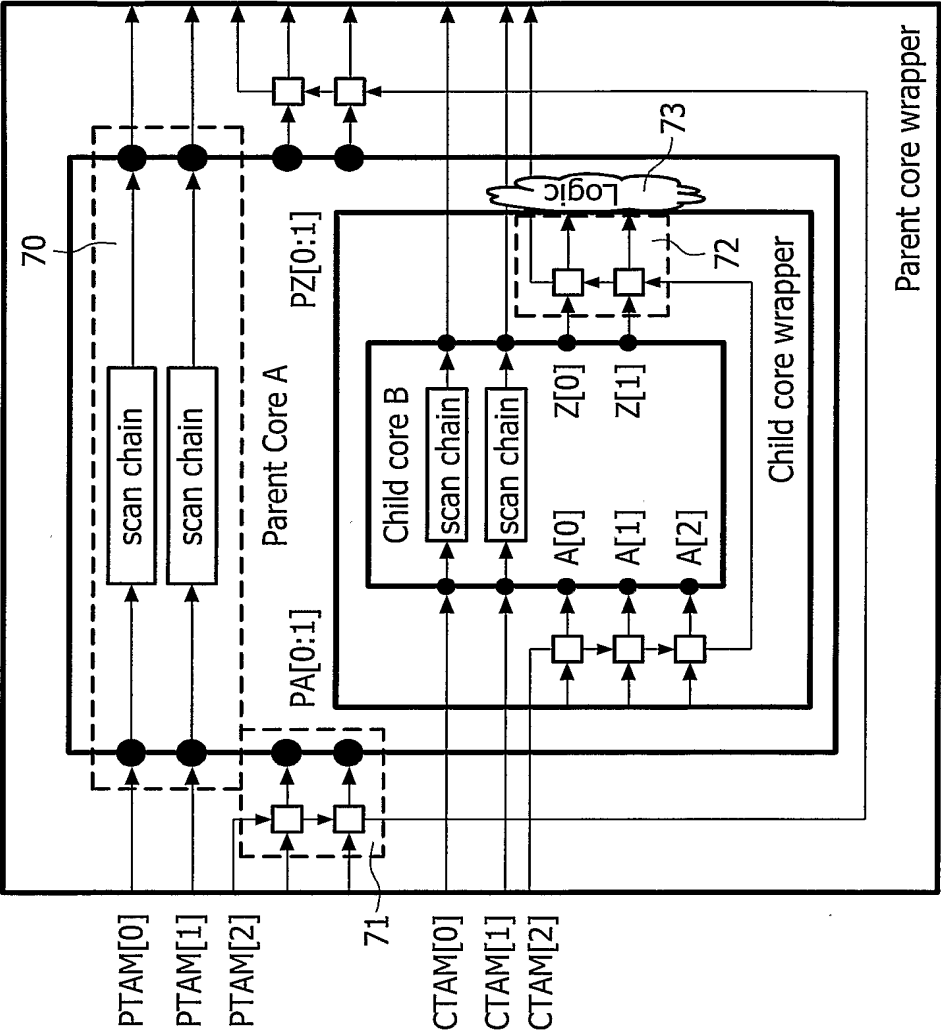 Parent core wrapper
73
Logic
70
72
PZ[0:1]
Z[0]
Z[1]
Child core wrapper
scan chain
scan chain
Parent Core A
Child core B
scan chain
scan chain
A[0]
A[1]
A[2]
PA[0:1]
71
PTAM[0]
PTAM[1]
PTAM[2]
CTAM[0]
CTAM[1]
CTAM[2]